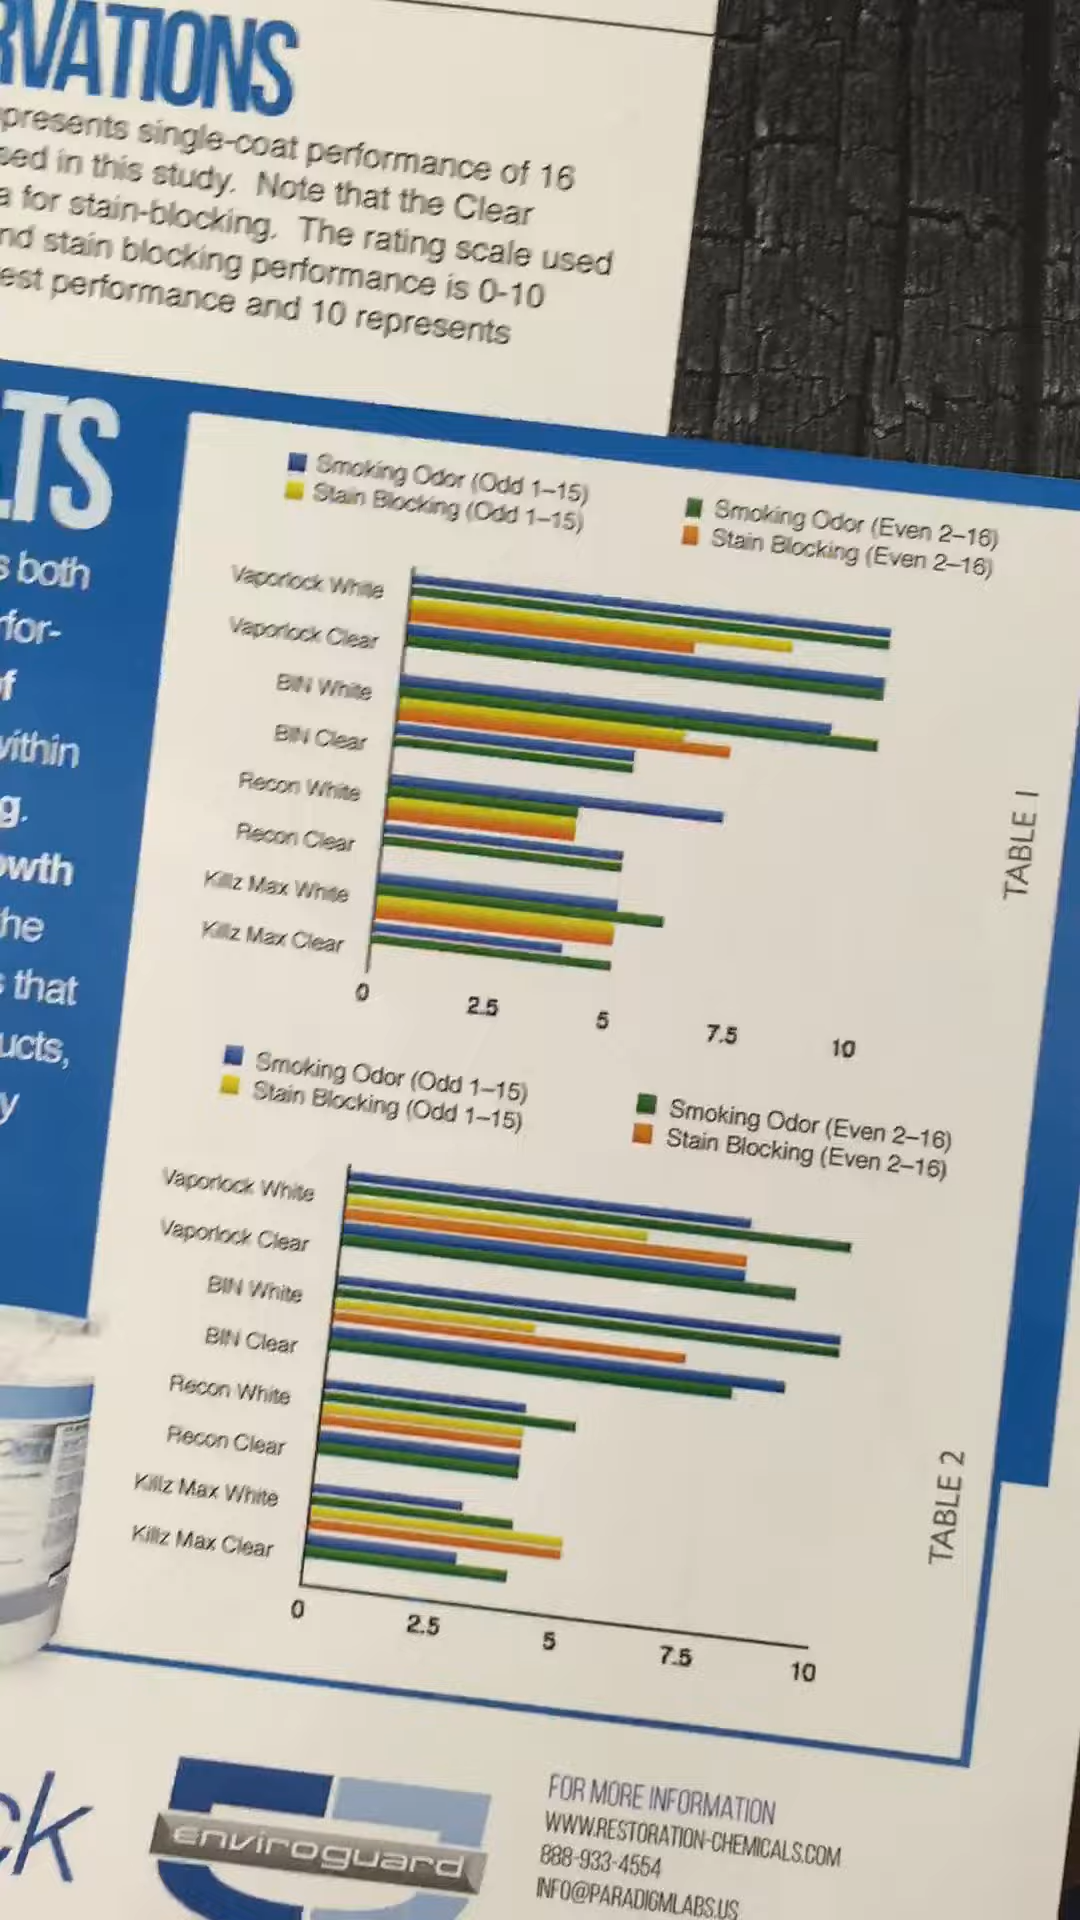 RVATIONS
presents single-coat performance of 16
sed in this study. Note that the Clear
a for stain-blocking. The rating scale used
nd stain blocking performance is 0-10
est performance and 10 represents
LTS
s both
rfor-
of
within
g.
owth
the
s that
ucts,
y
Smoking Odor (Odd 1–15)
Stain Blocking (Odd 1–15)
Smoking Odor (Even 2–16)
Stain Blocking (Even 2–16)
Vaporlock White
Vaporlock Clear
BIN White
BIN Clear
Recon White
Recon Clear
Killz Max White
Killz Max Clear
0 2.5 5 7.5 10
TABLE 1
Smoking Odor (Odd 1–15)
Stain Blocking (Odd 1–15)
Smoking Odor (Even 2–16)
Stain Blocking (Even 2–16)
Vaporlock White
Vaporlock Clear
BIN White
BIN Clear
Recon White
Recon Clear
Killz Max White
Killz Max Clear
0 2.5 5 7.5 10
TABLE 2
ck
enviroguard
FOR MORE INFORMATION
WWW.RESTORATION-CHEMICALS.COM
888-933-4554
INFO@PARADIGMLABS.US